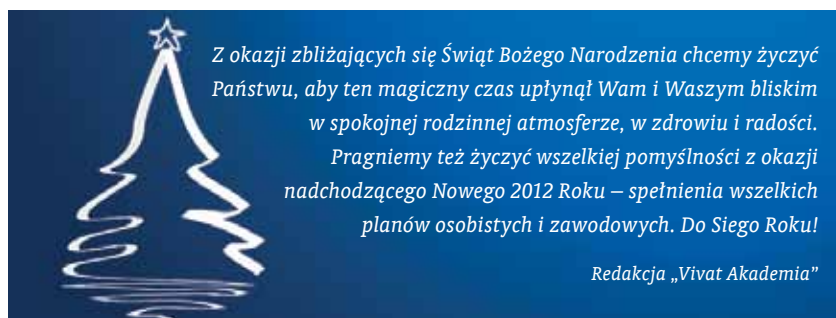 Z okazji zbliżających się Świąt Bożego Narodzenia chcemy życzyć
Państwu, aby ten magiczny czas upłynął Wam i Waszym bliskim
w spokojnej rodzinnej atmosferze, w zdrowiu i radości.
Pragniemy też życzyć wszelkiej pomyślności z okazji
nadchodzącego Nowego 2012 Roku – spełnienia wszelkich
planów osobistych i zawodowych. Do Siego Roku!
Redakcja „Vivat Akademia”